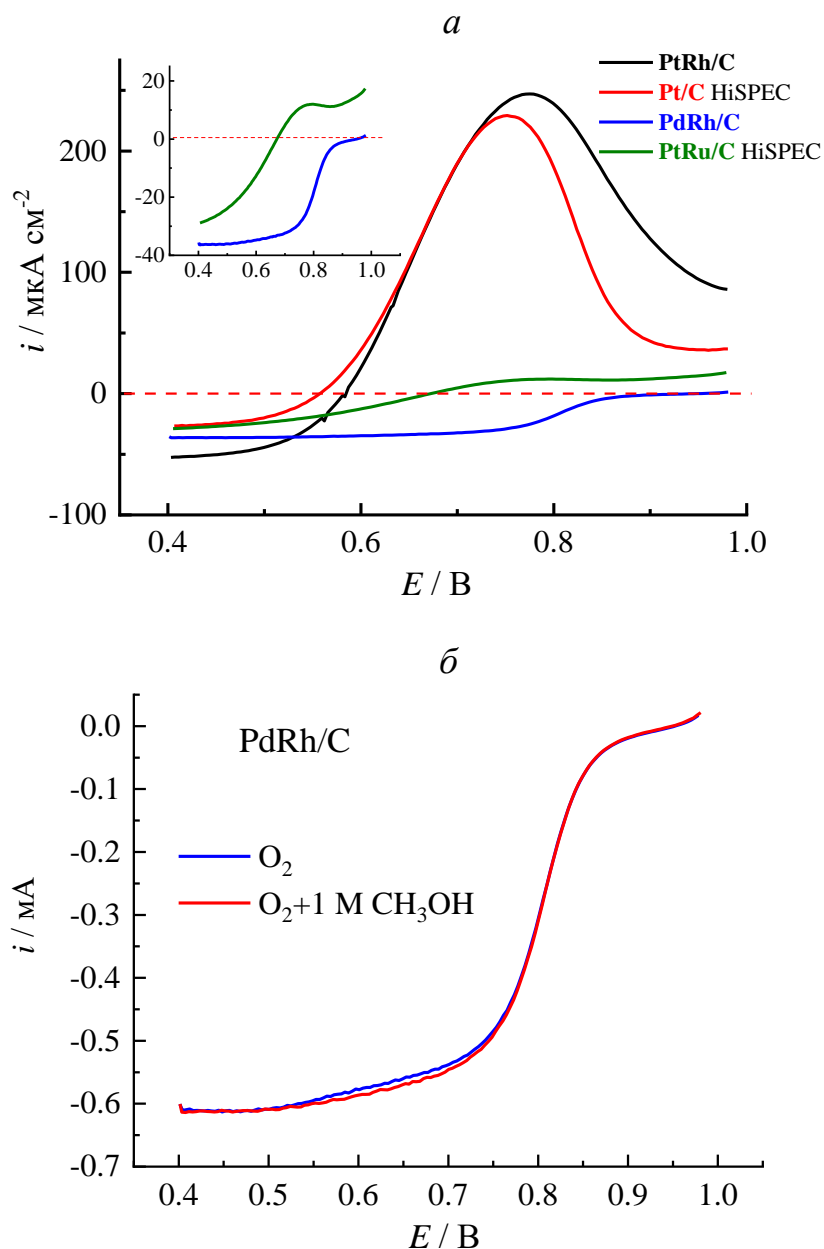 а
PtRh/C
Pt/C HiSPEC
PdRh/C
PtRu/C HiSPEC
20
0
-20
-40
0.4 0.6 0.8 1.0
200
100
0
-100
i / мкА см-2
0.4 0.6 0.8 1.0
E / В
б
PdRh/C
O2
O2+1 M CH3OH
0.0
-0.1
-0.2
-0.3
-0.4
-0.5
-0.6
-0.7
i / мА
0.4 0.5 0.6 0.7 0.8 0.9 1.0
E / В